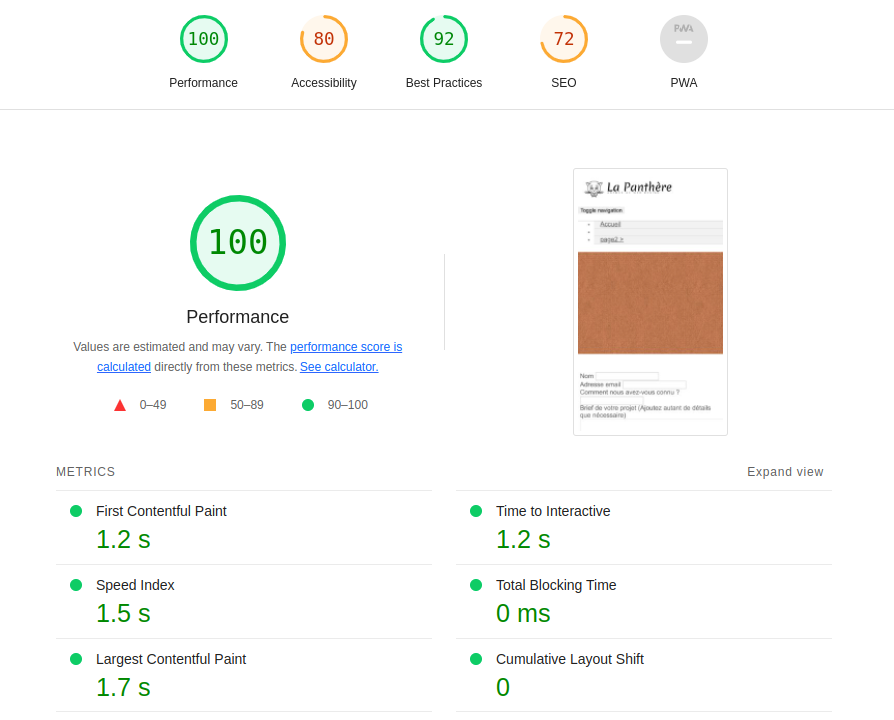 100
80
92
72
PWA
Performance
Accessibility
Best Practices
SEO
PWA
100
Performance
Values are estimated and may vary. The performance score is
calculated directly from these metrics. See calculator.
0–49
50–89
90–100
La Panthère
Toggle navigation
Accueil
page2 >
Nom
Adresse email
Comment nous avez-vous connu ?
Brief de votre projet (Ajoutez autant de détails
que nécessaire)
METRICS
Expand view
First Contentful Paint
1.2 s
Time to Interactive
1.2 s
Speed Index
1.5 s
Total Blocking Time
0 ms
Largest Contentful Paint
1.7 s
Cumulative Layout Shift
0